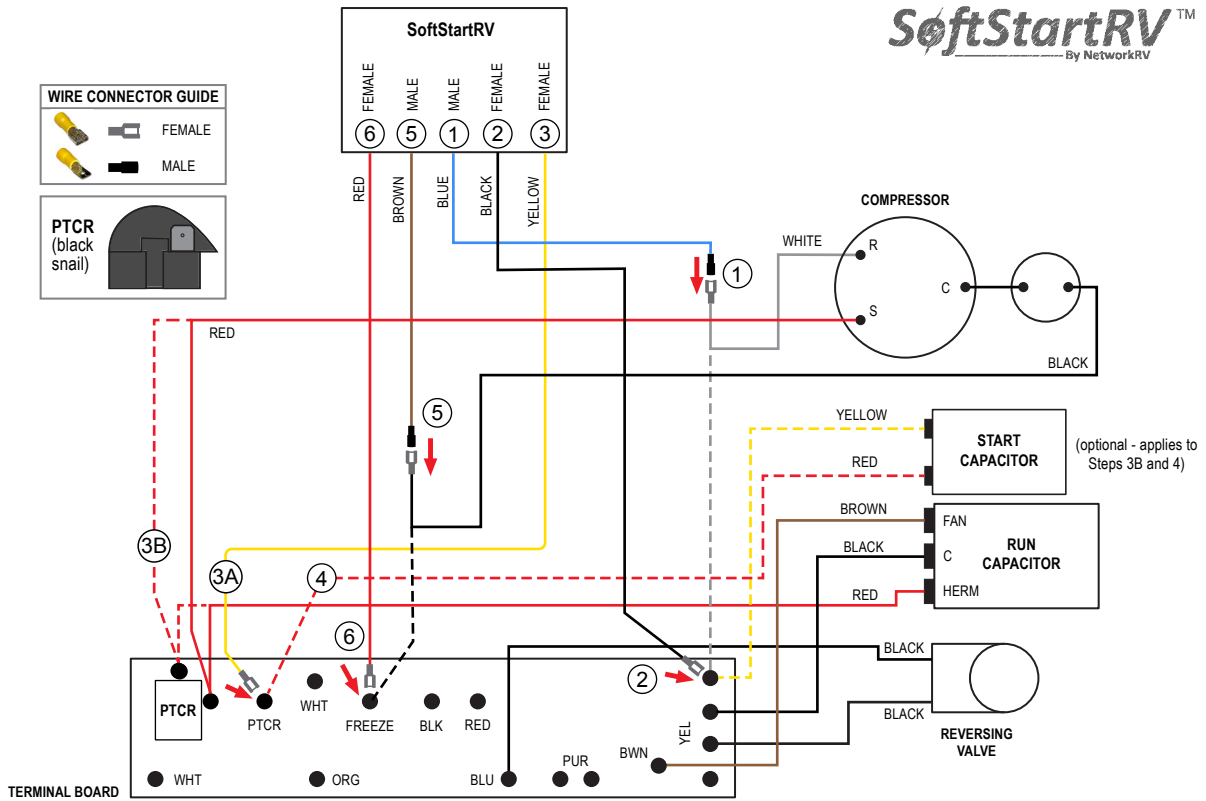 SoftStartRV™
By NetworkRV
SoftStartRV
FEMALE
MALE
MALE
FEMALE
FEMALE
6
5
1
2
3
RED
BROWN
BLUE
BLACK
YELLOW
WIRE CONNECTOR GUIDE
FEMALE
MALE
PTCR
(black
snail)
COMPRESSOR
WHITE
R
C
S
1
RED
BLACK
5
YELLOW
START
CAPACITOR
RED
(optional - applies to
Steps 3B and 4)
BROWN
FAN
BLACK
C
RUN
CAPACITOR
RED
HERM
3B
3A
4
6
2
BLACK
BLACK
REVERSING
VALVE
PTCR
PTCR
WHT
FREEZE
BLK
RED
YEL
WHT
ORG
BLU
PUR
BWN
TERMINAL BOARD